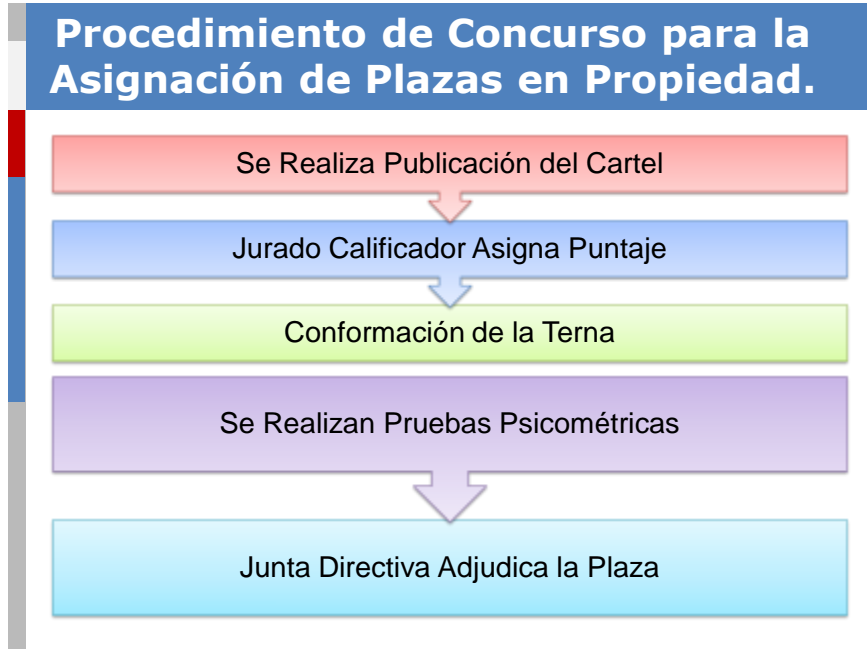 Procedimiento de Concurso para la
Asignación de Plazas en Propiedad.
Se Realiza Publicación del Cartel
Jurado Calificador Asigna Puntaje
Conformación de la Terna
Se Realizan Pruebas Psicométricas
Junta Directiva Adjudica la Plaza